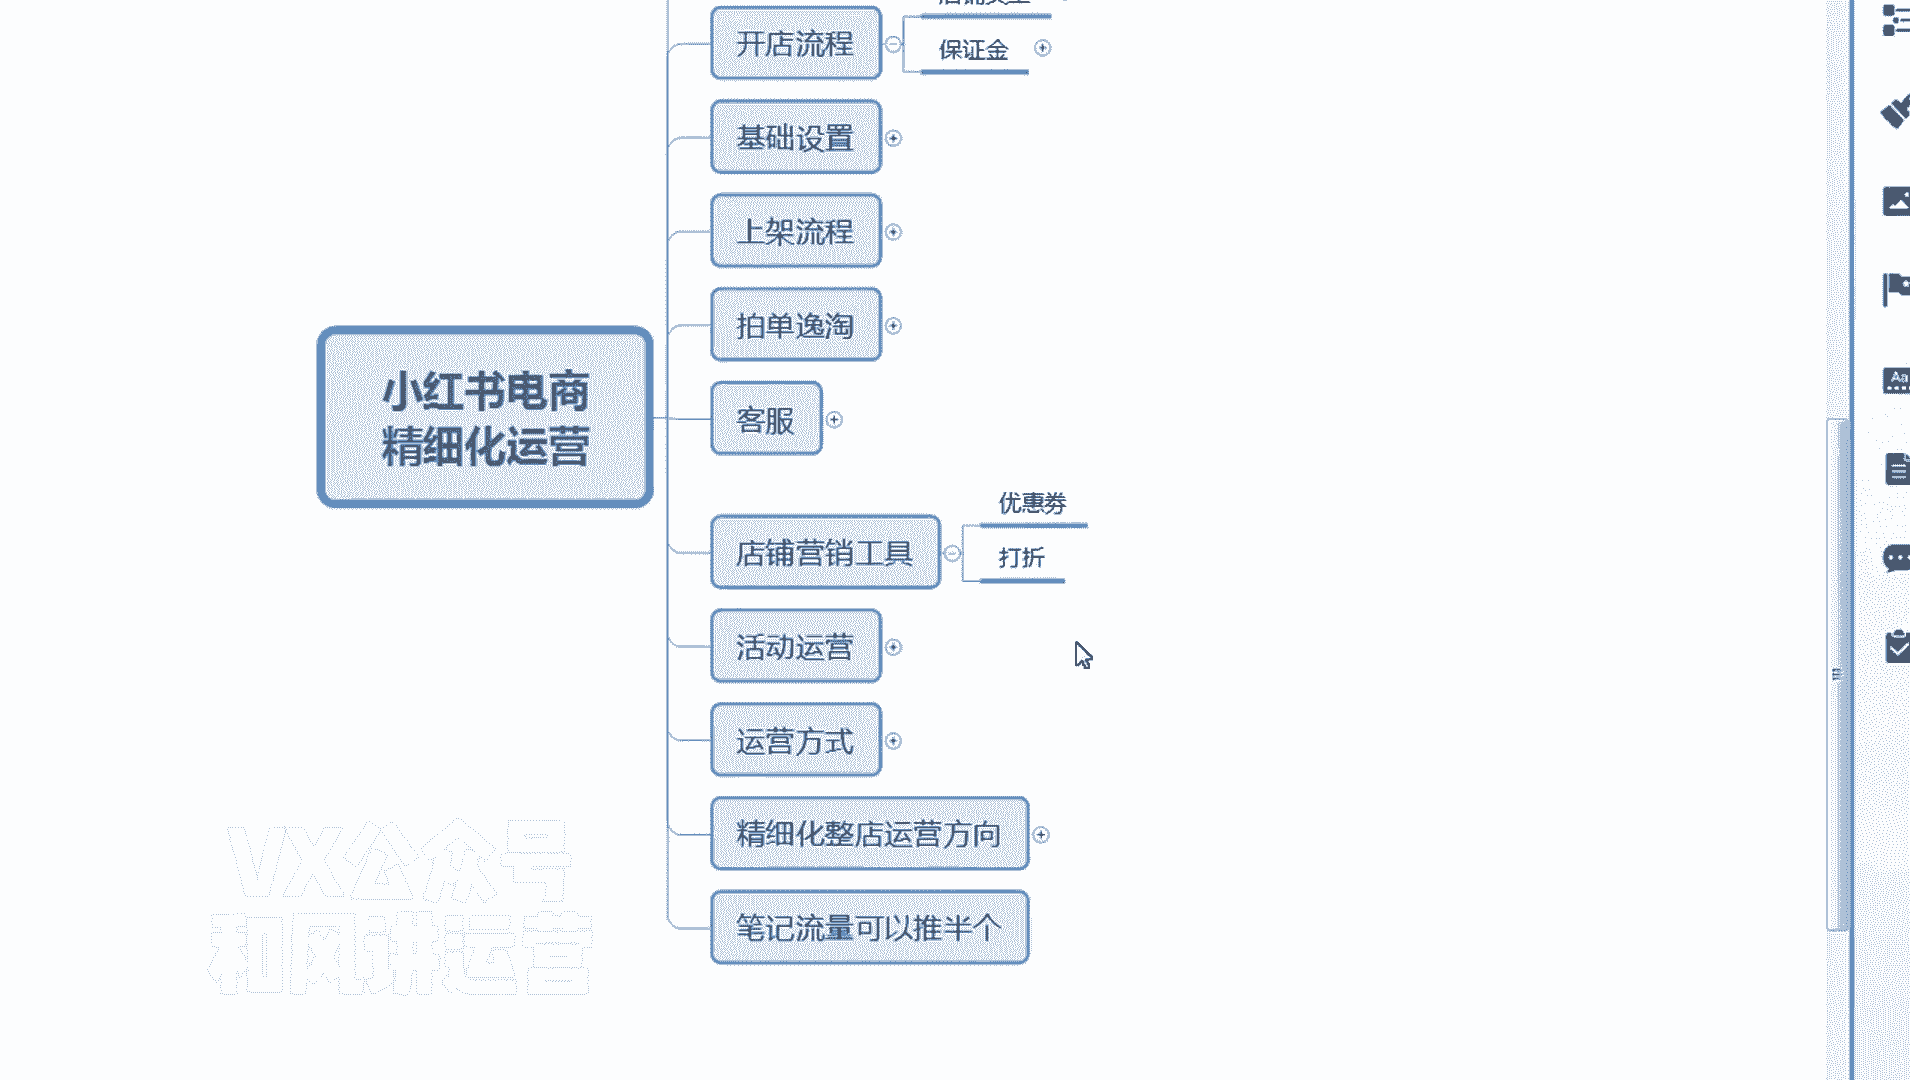 开店流程
保证金
基础设置
上架流程
拍单逸淘
客服
小红书电商
精细化运营
优惠劵
店铺营销工具
打折
活动运营
运营方式
精细化整店运营方向
笔记流量可以推半个
VX公众号
和风讲运营
Aa